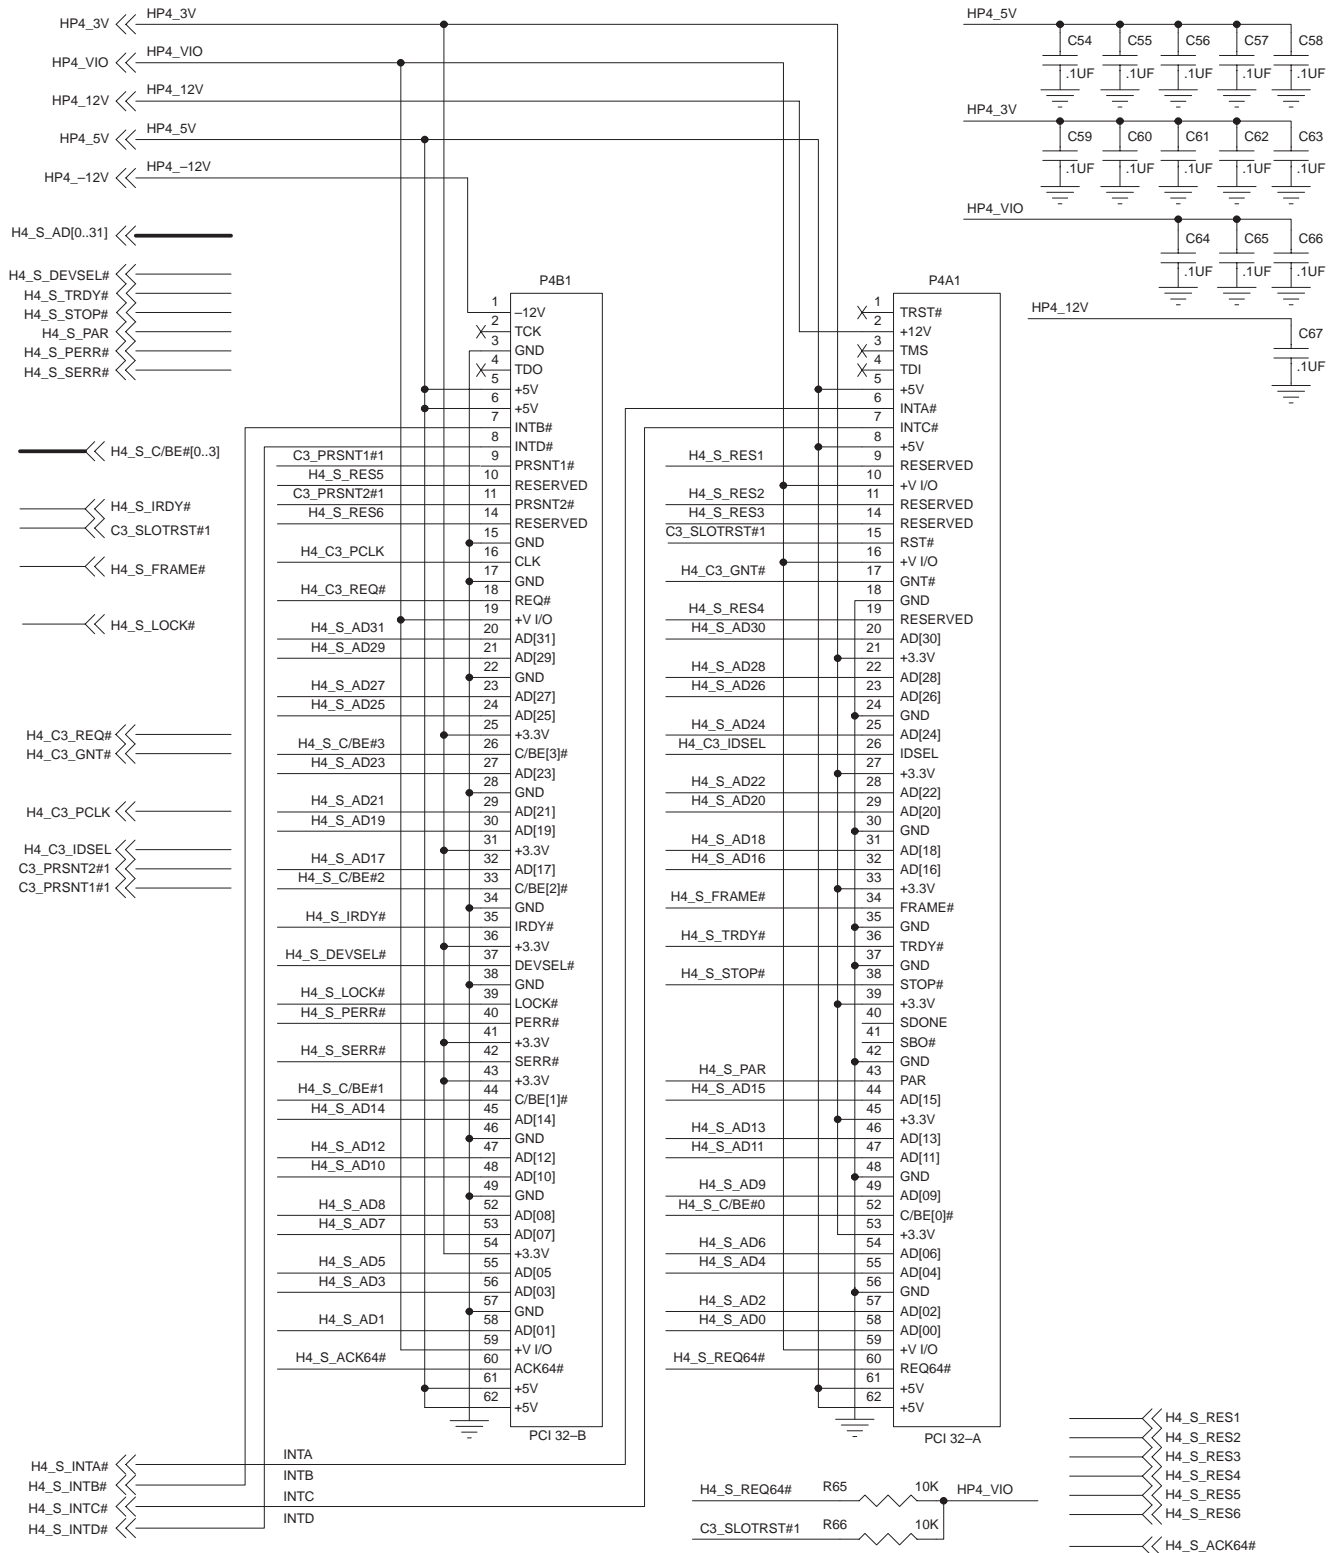 HP4_3V HP4_3V
HP4_VIO HP4_VIO
HP4_12V HP4_12V
HP4_5V HP4_5V
HP4_–12V HP4_–12V
H4_S_AD[0..31]
H4_S_DEVSEL#
H4_S_TRDY#
H4_S_STOP#
H4_S_PAR
H4_S_PERR#
H4_S_SERR#
H4_S_C/BE#[0..3]
H4_S_IRDY#
C3_SLOTRST#1
H4_S_FRAME#
H4_S_LOCK#
H4_C3_REQ#
H4_C3_GNT#
H4_C3_PCLK
H4_C3_IDSEL
C3_PRSNT2#1
C3_PRSNT1#1
H4_S_INTA# INTA
H4_S_INTB# INTB
H4_S_INTC# INTC
H4_S_INTD# INTD
P4B1
1 –12V
2 TCK
3 GND
4 TDO
5 +5V
6 +5V
7 INTB#
8 INTD#
C3_PRSNT1#1 9 PRSNT1#
H4_S_RES5 10 RESERVED
C3_PRSNT2#1 11 PRSNT2#
H4_S_RES6 14 RESERVED
15 GND
H4_C3_PCLK 16 CLK
17 GND
H4_C3_REQ# 18 REQ#
19 +V I/O
H4_S_AD31 20 AD[31]
H4_S_AD29 21 AD[29]
22 GND
H4_S_AD27 23 AD[27]
H4_S_AD25 24 AD[25]
25 +3.3V
H4_S_C/BE#3 26 C/BE[3]#
H4_S_AD23 27 AD[23]
28 GND
H4_S_AD21 29 AD[21]
H4_S_AD19 30 AD[19]
31 +3.3V
H4_S_AD17 32 AD[17]
H4_S_C/BE#2 33 C/BE[2]#
34 GND
H4_S_IRDY# 35 IRDY#
36 +3.3V
H4_S_DEVSEL# 37 DEVSEL#
38 GND
H4_S_LOCK# 39 LOCK#
H4_S_PERR# 40 PERR#
41 +3.3V
H4_S_SERR# 42 SERR#
43 +3.3V
H4_S_C/BE#1 44 C/BE[1]#
H4_S_AD14 45 AD[14]
46 GND
H4_S_AD12 47 AD[12]
H4_S_AD10 48 AD[10]
49 GND
H4_S_AD8 52 AD[08]
H4_S_AD7 53 AD[07]
54 +3.3V
H4_S_AD5 55 AD[05
H4_S_AD3 56 AD[03]
57 GND
H4_S_AD1 58 AD[01]
59 +V I/O
H4_S_ACK64# 60 ACK64#
61 +5V
62 +5V
PCI 32–B
P4A1
1 TRST#
2 +12V
3 TMS
4 TDI
5 +5V
6 INTA#
7 INTC#
8 +5V
H4_S_RES1 9 RESERVED
10 +V I/O
H4_S_RES2 11 RESERVED
H4_S_RES3 14 RESERVED
C3_SLOTRST#1 15 RST#
16 +V I/O
H4_C3_GNT# 17 GNT#
18 GND
H4_S_RES4 19 RESERVED
H4_S_AD30 20 AD[30]
21 +3.3V
H4_S_AD28 22 AD[28]
H4_S_AD26 23 AD[26]
24 GND
H4_S_AD24 25 AD[24]
H4_C3_IDSEL 26 IDSEL
27 +3.3V
H4_S_AD22 28 AD[22]
H4_S_AD20 29 AD[20]
30 GND
H4_S_AD18 31 AD[18]
H4_S_AD16 32 AD[16]
33 +3.3V
H4_S_FRAME# 34 FRAME#
35 GND
H4_S_TRDY# 36 TRDY#
37 GND
H4_S_STOP# 38 STOP#
39 +3.3V
40 SDONE
41 SBO#
42 GND
H4_S_PAR 43 PAR
H4_S_AD15 44 AD[15]
45 +3.3V
H4_S_AD13 46 AD[13]
H4_S_AD11 47 AD[11]
48 GND
H4_S_AD9 49 AD[09]
H4_S_C/BE#0 52 C/BE[0]#
53 +3.3V
H4_S_AD6 54 AD[06]
H4_S_AD4 55 AD[04]
56 GND
H4_S_AD2 57 AD[02]
H4_S_AD0 58 AD[00]
59 +V I/O
H4_S_REQ64# 60 REQ64#
61 +5V
62 +5V
PCI 32–A
HP4_5V
C54 C55 C56 C57 C58
.1UF .1UF .1UF .1UF .1UF
HP4_3V
C59 C60 C61 C62 C63
.1UF .1UF .1UF .1UF .1UF
HP4_VIO
C64 C65 C66
.1UF .1UF .1UF
HP4_12V
C67
.1UF
H4_S_REQ64# R65 10K HP4_VIO
C3_SLOTRST#1 R66 10K
H4_S_RES1
H4_S_RES2
H4_S_RES3
H4_S_RES4
H4_S_RES5
H4_S_RES6
H4_S_ACK64#